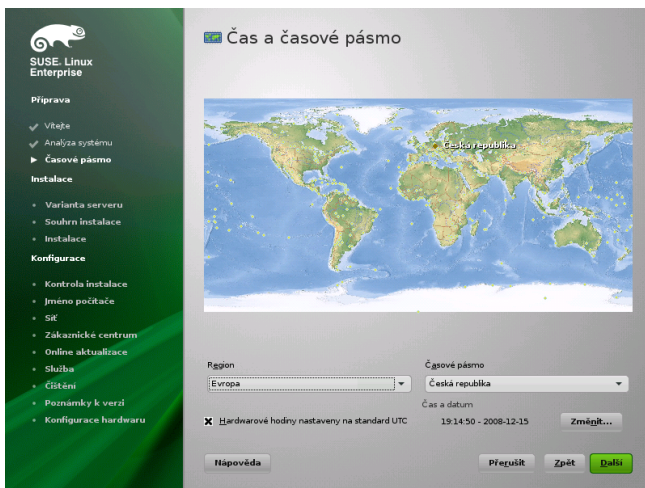 SUSE. Linux
Enterprise
Příprava
Vítejte
Analýza systému
Časové pásmo
Instalace
Varianta serveru
Souhrn instalace
Instalace
Konfigurace
Kontrola instalace
Jméno počítače
Síť
Zákaznické centrum
Online aktualizace
Služba
Čištění
Poznámky k verzi
Konfigurace hardwaru
Čas a časové pásmo
Česká republika
Region
Evropa
Časové pásmo
Česká republika
Hardwarové hodiny nastaveny na standard UTC
Čas a datum
19:14:50 - 2008-12-15
Změnit...
Nápověda
Přerušit
Zpět
Další